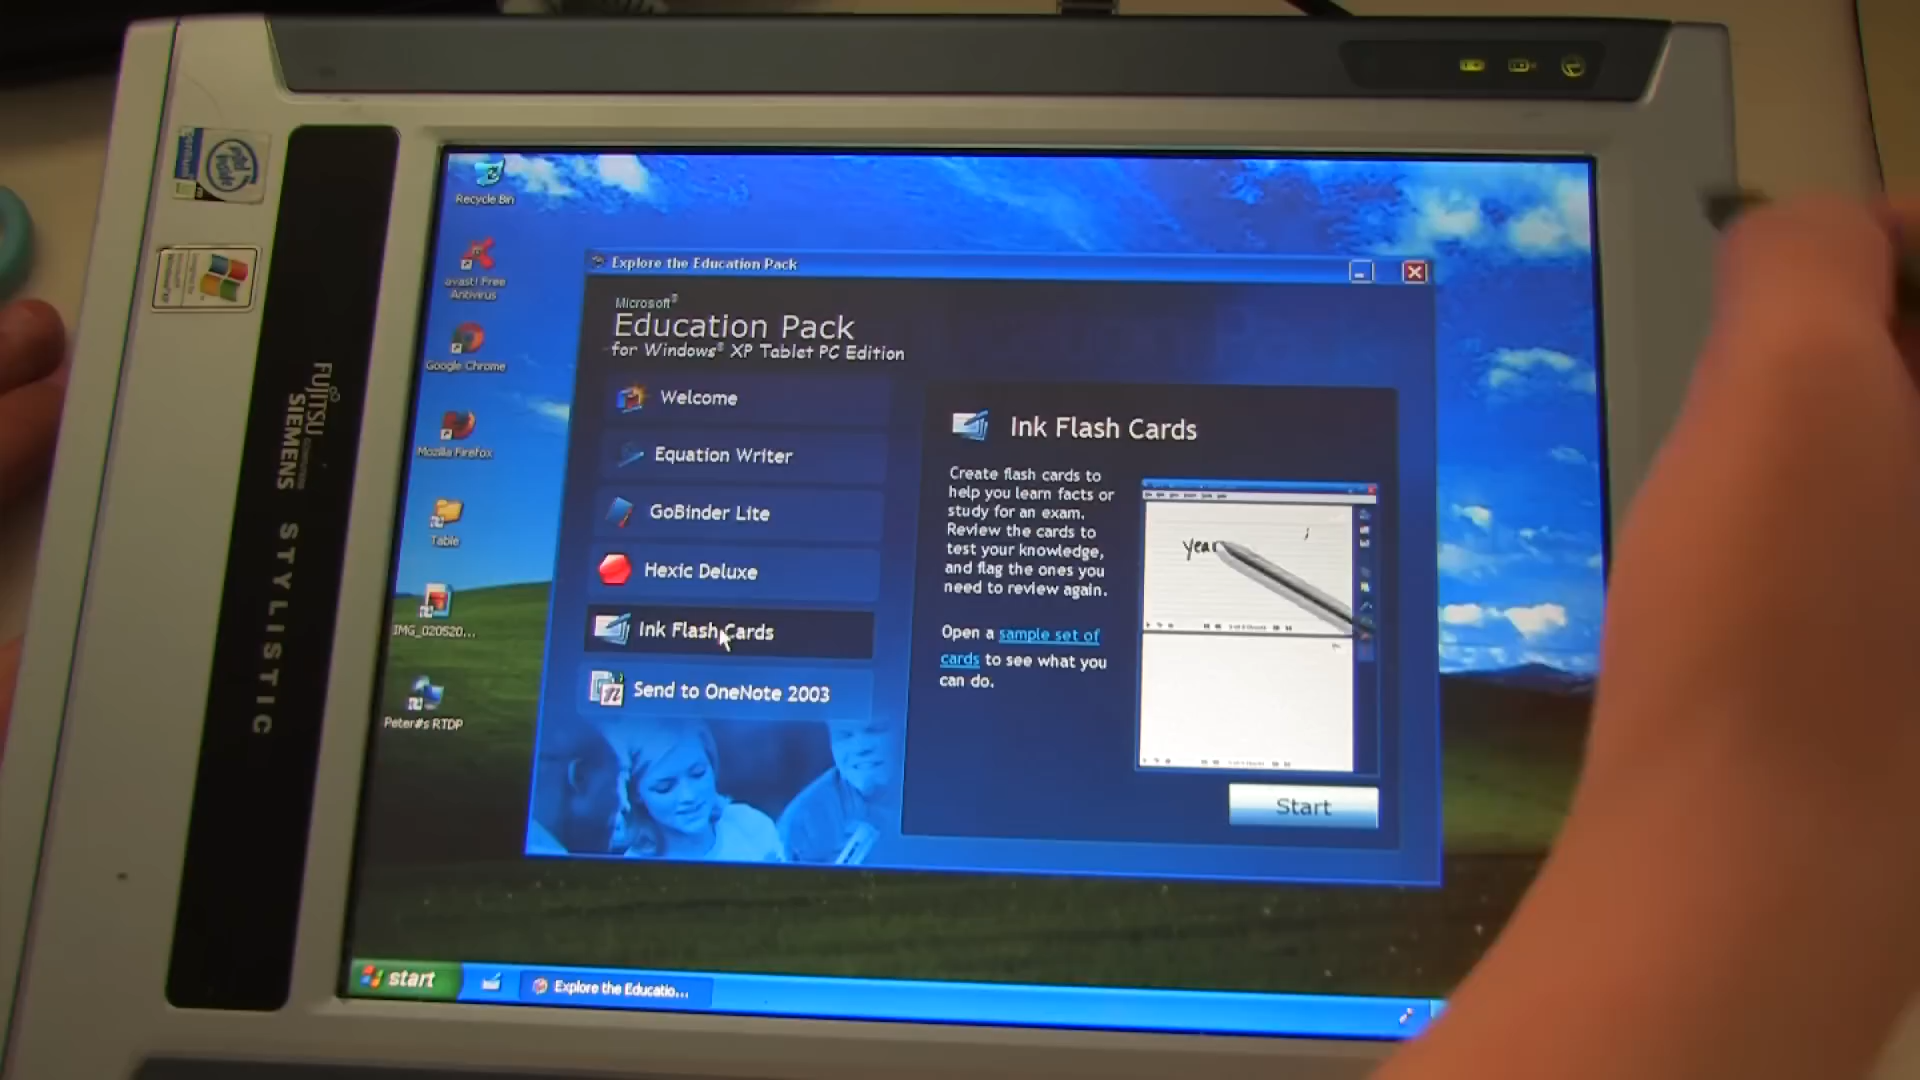 FUJITSU COMPUTERS
SIEMENS
STYLISTIC
Recycle Bin
avast! Free
Antivirus
Google Chrome
Mozilla Firefox
Table
IMG_020520...
Peter#s RTDP
Explore the Education Pack
Microsoft®
Education Pack
for Windows® XP Tablet PC Edition
Welcome
Equation Writer
GoBinder Lite
Hexic Deluxe
Ink Flash Cards
Send to OneNote 2003
Ink Flash Cards
Create flash cards to
help you learn facts or
study for an exam.
Review the cards to
test your knowledge,
and flag the ones you
need to review again.
Open a sample set of
cards to see what you
can do.
year
Start
start
Explore the Educatio...